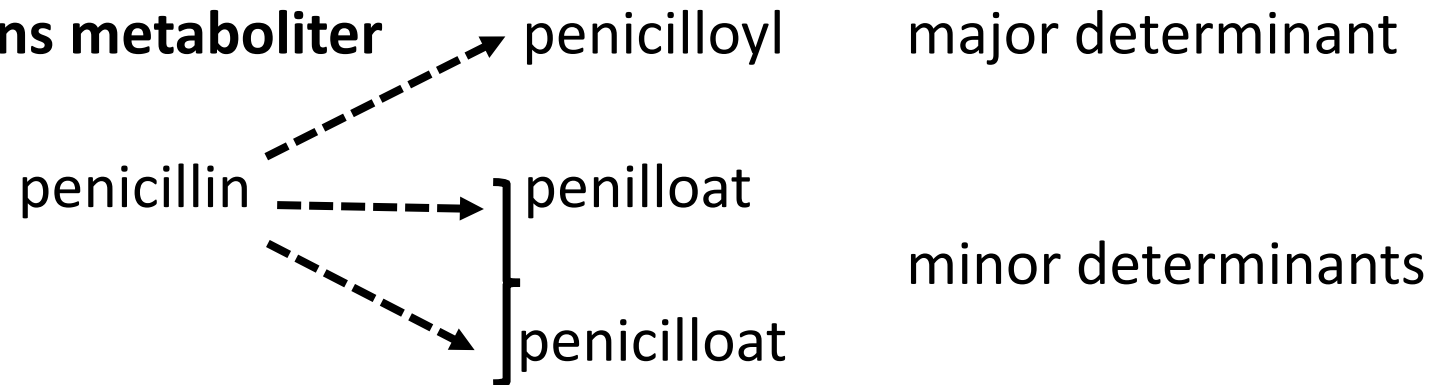 ns metaboliter
penicilloyl major determinant
penicillin penilloat
minor determinants
penicilloat